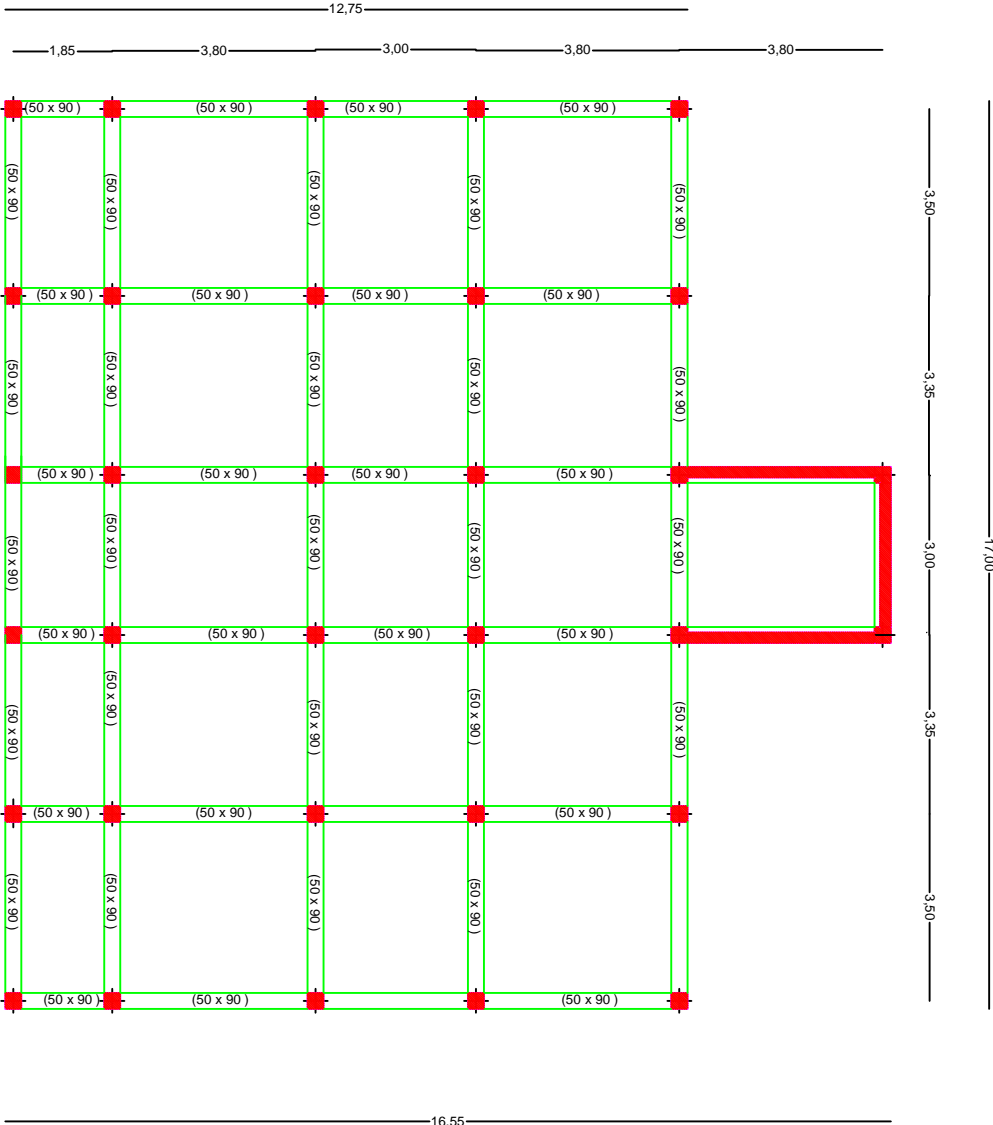 12,75
1,85 3,80 3,00 3,80 3,80
(50 x 90 ) (50 x 90 ) (50 x 90 ) (50 x 90 )
(50 x 90 ) (50 x 90 ) (50 x 90 ) (50 x 90 ) (50 x 90 ) 3,50
(50 x 90 ) (50 x 90 ) (50 x 90 ) (50 x 90 )
(50 x 90 ) (50 x 90 ) (50 x 90 ) (50 x 90 ) (50 x 90 ) 3,35
(50 x 90 ) (50 x 90 ) (50 x 90 ) (50 x 90 )
(50 x 90 ) (50 x 90 ) (50 x 90 ) (50 x 90 ) (50 x 90 ) 3,00 17,00
(50 x 90 ) (50 x 90 ) (50 x 90 ) (50 x 90 )
(50 x 90 ) (50 x 90 ) (50 x 90 ) (50 x 90 ) (50 x 90 ) 3,35
(50 x 90 ) (50 x 90 ) (50 x 90 )
(50 x 90 ) (50 x 90 ) (50 x 90 ) (50 x 90 ) 3,50
(50 x 90 ) (50 x 90 ) (50 x 90 )
16,55